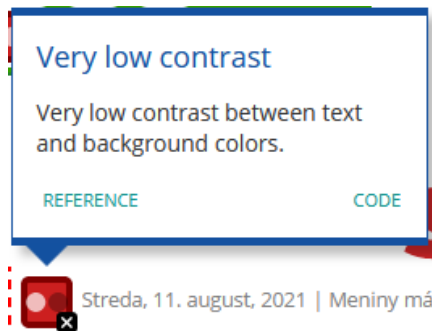 Very low contrast
Very low contrast between text
and background colors.
REFERENCE CODE
Streda, 11. august, 2021 | Meniny má